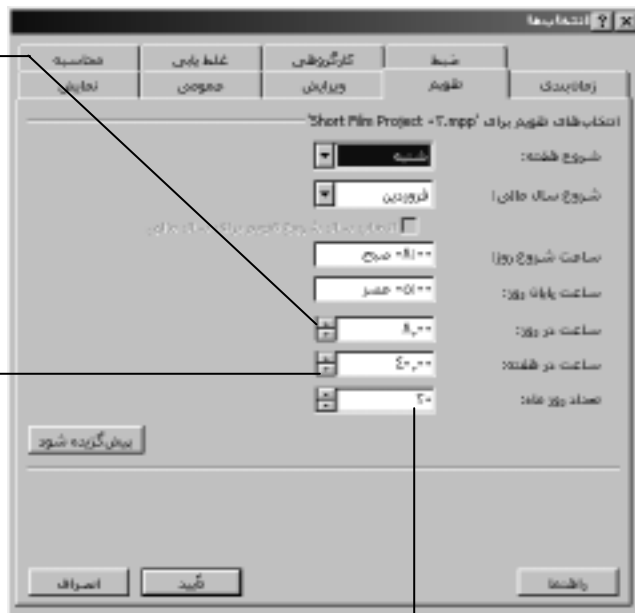 انتخاب‌ها
ضبط کارگروهی غلط یابی محاسبه
زمان‌بندی تقویم ویرایش عمومی نمایش
انتخاب‌های تقویم برای 'Short Film Project ۰۲.mpp'
شروع هفته: شنبه
شروع سال مالی: فروردین
ساعت شروع روز: ۰۸:۰۰ صبح
ساعت پایان روز: ۰۵:۰۰ عصر
ساعت در روز: ۸,۰۰
ساعت در هفته: ۴۰,۰۰
تعداد روز ماه: ۲۰
پیش‌گزیده شود
راهنما تأیید انصراف